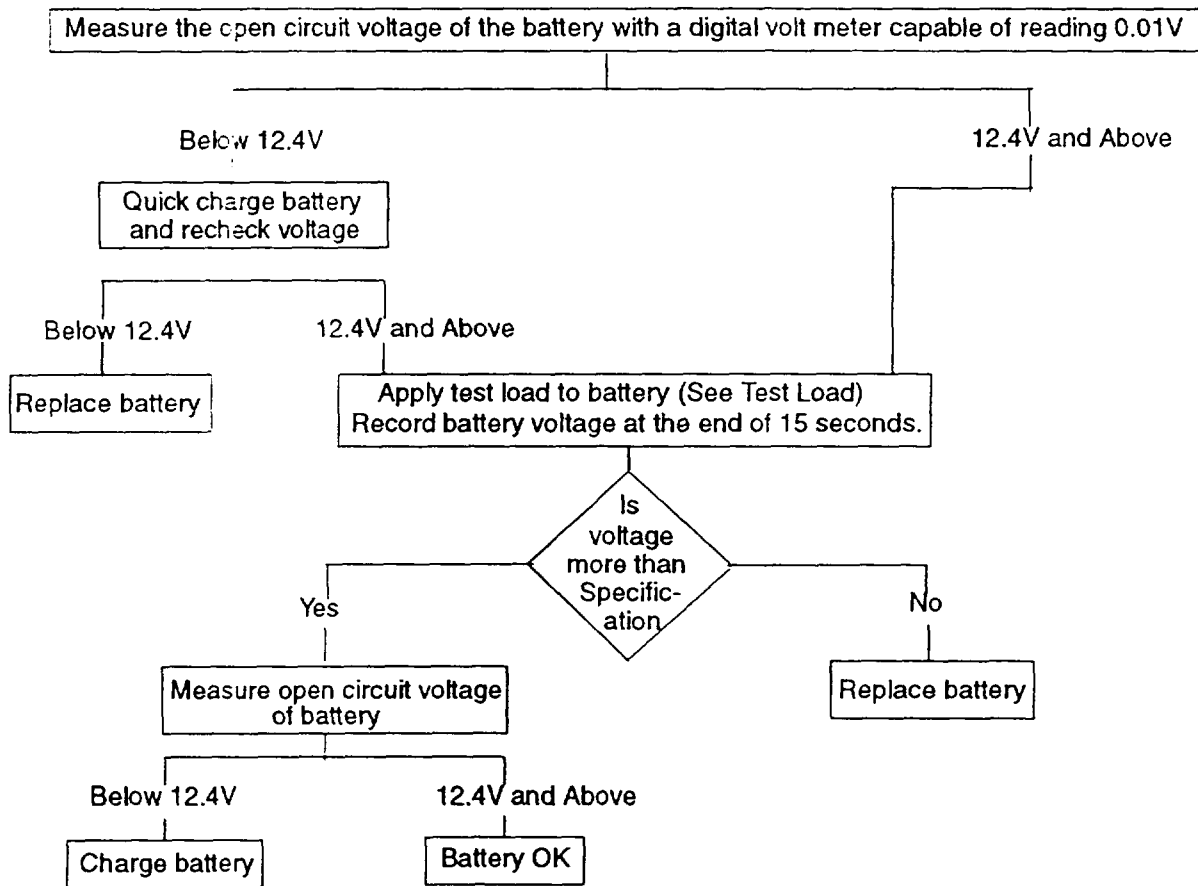 Measure the open circuit voltage of the battery with a digital volt meter capable of reading 0.01V
Below 12.4V
12.4V and Above
Quick charge battery
and recheck voltage
Below 12.4V
12.4V and Above
Replace battery
Apply test load to battery (See Test Load)
Record battery voltage at the end of 15 seconds.
Is
voltage
more than
Specific-
ation
Yes
No
Measure open circuit voltage
of battery
Replace battery
Below 12.4V
12.4V and Above
Charge battery
Battery OK